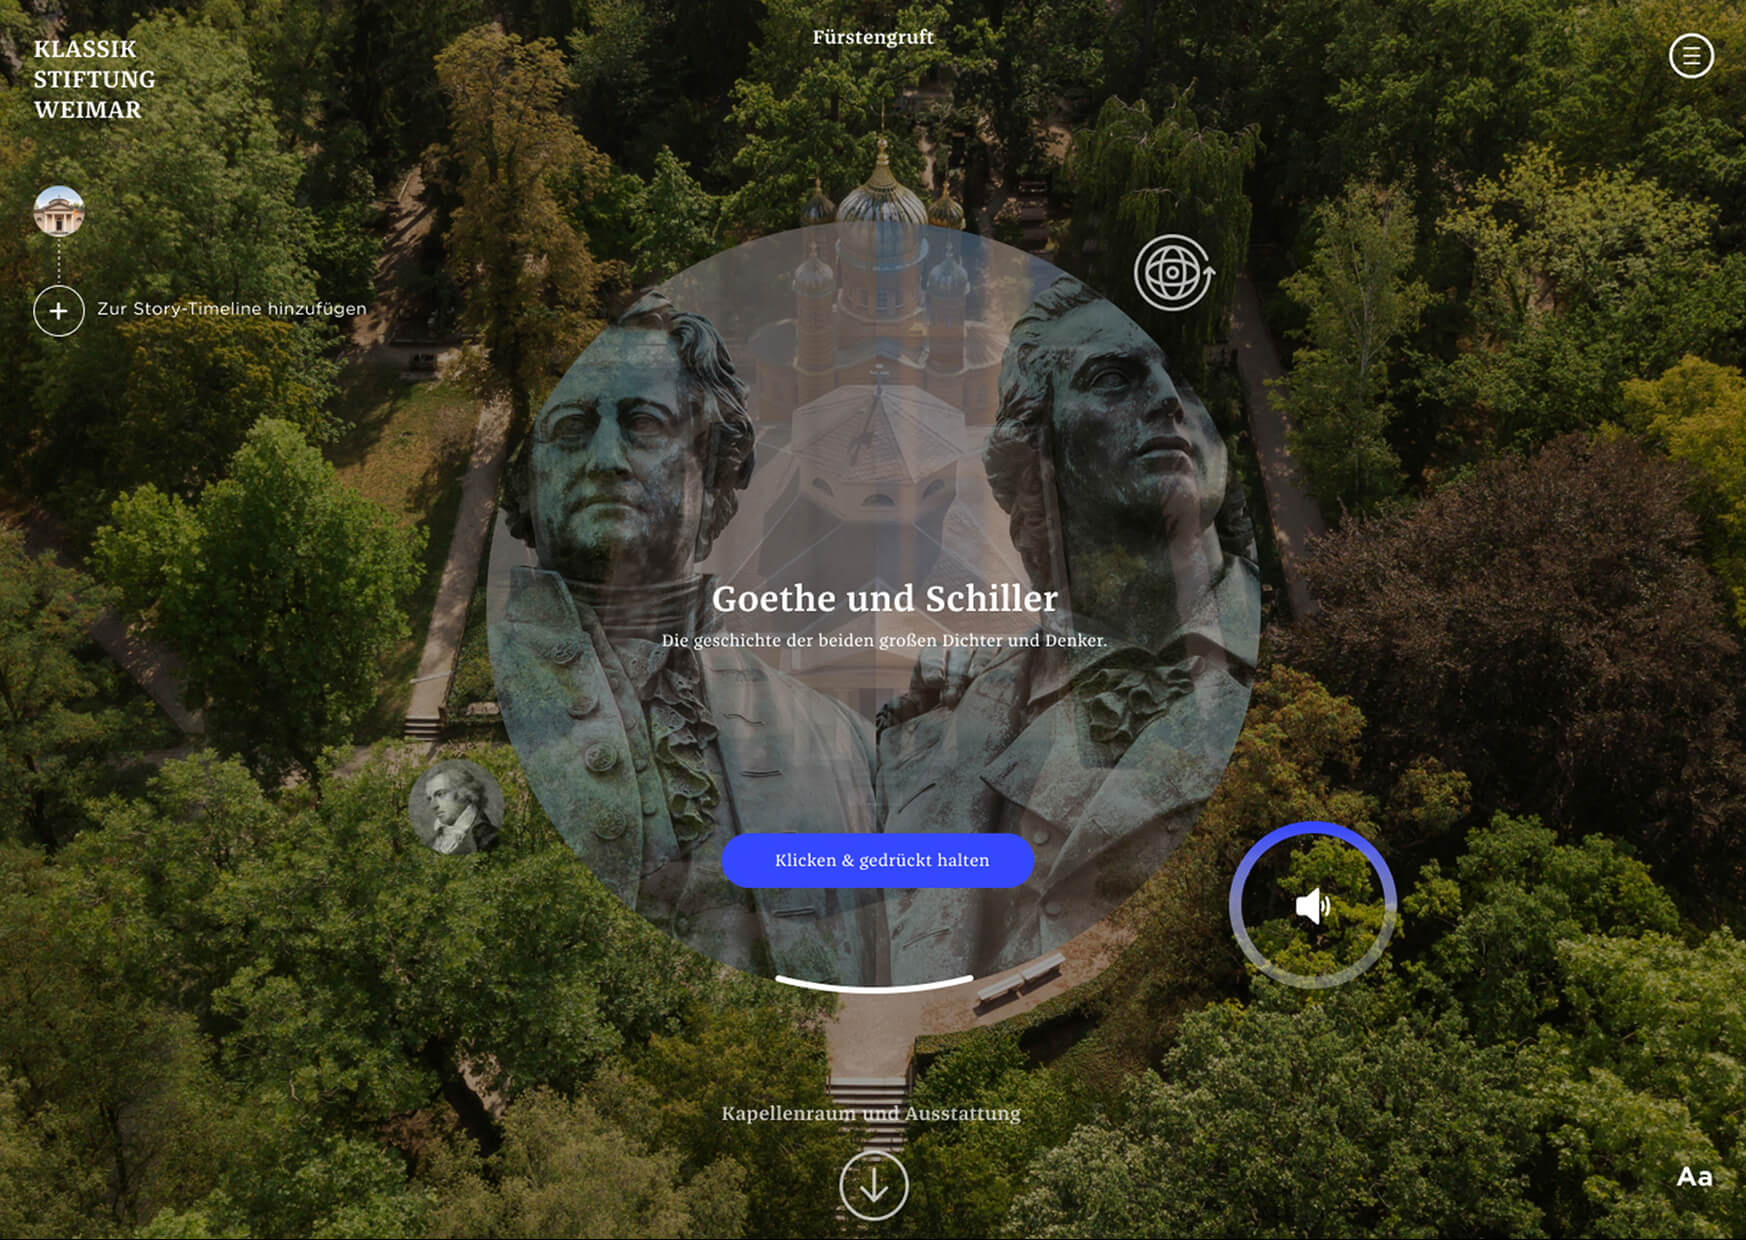 KLASSIK
STIFTUNG
WEIMAR
Fürstengruft
Zur Story-Timeline hinzufügen
Goethe und Schiller
Die geschichte der beiden großen Dichter und Denker.
Klicken & gedrückt halten
Kapellenraum und Ausstattung
Aa